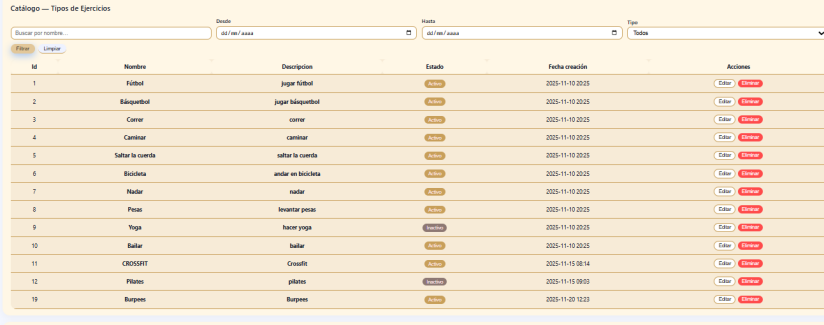 Catálogo — Tipos de Ejercicios
Desde Hasta Tipo
Buscar por nombre... dd/mm/aaaa dd/mm/aaaa Todos
Filtrar Limpiar
Id Nombre Descripcion Estado Fecha creación Acciones
1 Fútbol jugar fútbol Activo 2025-11-10 20:25 Editar Eliminar
2 Básquetbol jugar básquetbol Activo 2025-11-10 20:25 Editar Eliminar
3 Correr correr Activo 2025-11-10 20:25 Editar Eliminar
4 Caminar caminar Activo 2025-11-10 20:25 Editar Eliminar
5 Saltar la cuerda saltar la cuerda Activo 2025-11-10 20:25 Editar Eliminar
6 Bicicleta andar en bicicleta Activo 2025-11-10 20:25 Editar Eliminar
7 Nadar nadar Activo 2025-11-10 20:25 Editar Eliminar
8 Pesas levantar pesas Activo 2025-11-10 20:25 Editar Eliminar
9 Yoga hacer yoga Inactivo 2025-11-10 20:25 Editar Eliminar
10 Bailar bailar Activo 2025-11-10 20:25 Editar Eliminar
11 CROSSFIT Crossfit Activo 2025-11-15 08:14 Editar Eliminar
12 Pilates pilates Inactivo 2025-11-15 09:03 Editar Eliminar
19 Burpees Burpees Activo 2025-11-20 12:23 Editar Eliminar